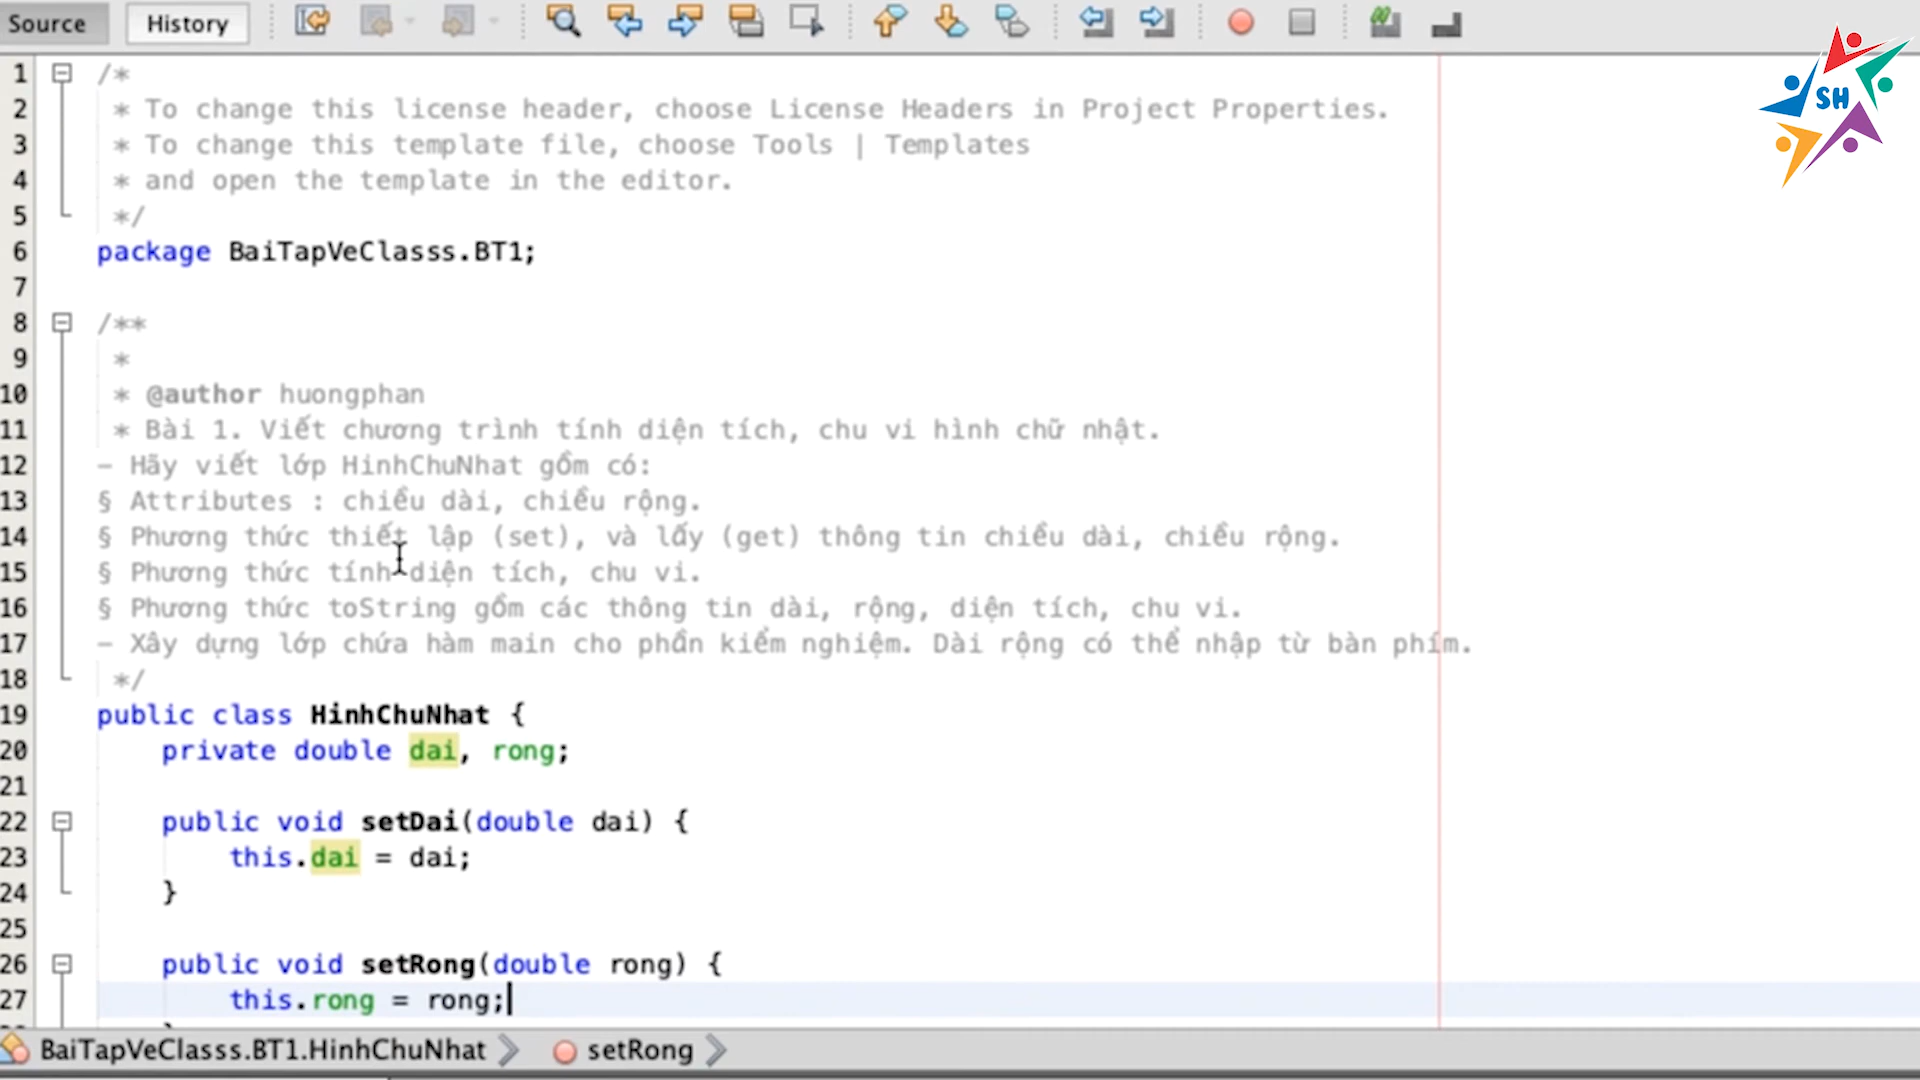 Source History
SH
1 /*
2 * To change this license header, choose License Headers in Project Properties.
3 * To change this template file, choose Tools | Templates
4 * and open the template in the editor.
5 */
6 package BaiTapVeClasss.BT1;
7
8 /**
9 *
10 * @author huongphan
11 * Bài 1. Viết chương trình tính diện tích, chu vi hình chữ nhật.
12 – Hãy viết lớp HinhChuNhat gồm có:
13 § Attributes : chiều dài, chiều rộng.
14 § Phương thức thiết lập (set), và lấy (get) thông tin chiều dài, chiều rộng.
15 § Phương thức tính diện tích, chu vi.
16 § Phương thức toString gồm các thông tin dài, rộng, diện tích, chu vi.
17 – Xây dựng lớp chứa hàm main cho phần kiểm nghiệm. Dài rộng có thể nhập từ bàn phím.
18 */
19 public class HinhChuNhat {
20 private double dai, rong;
21
22 public void setDai(double dai) {
23 this.dai = dai;
24 }
25
26 public void setRong(double rong) {
27 this.rong = rong;
BaiTapVeClasss.BT1.HinhChuNhat setRong